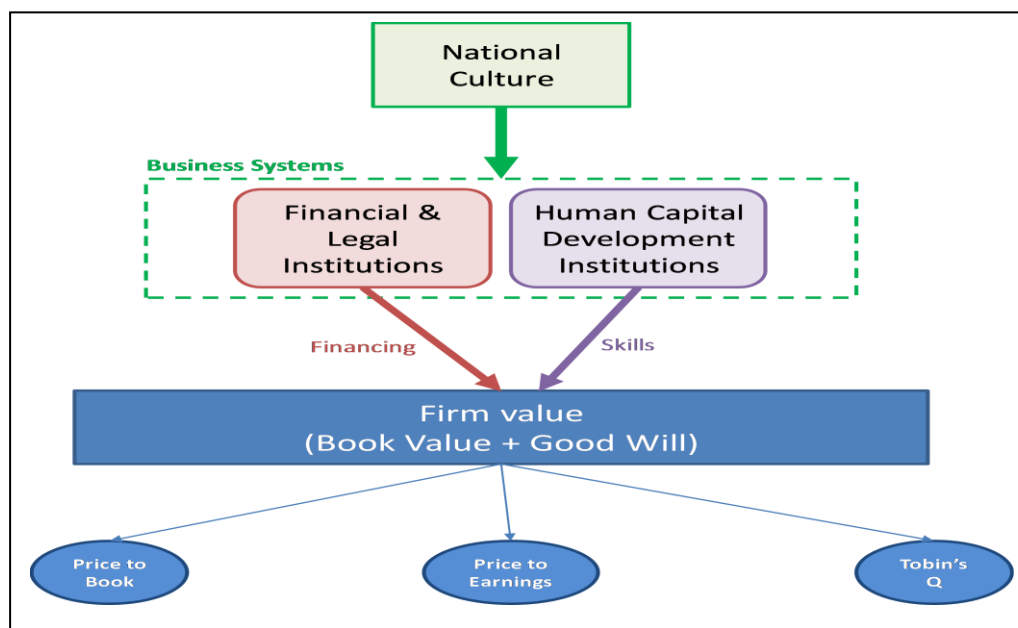 National
Culture
Business Systems
Financial &
Legal
Institutions
Human Capital
Development
Institutions
Financing
Skills
Firm value
(Book Value + Good Will)
Price to
Book
Price to
Earnings
Tobin's
Q